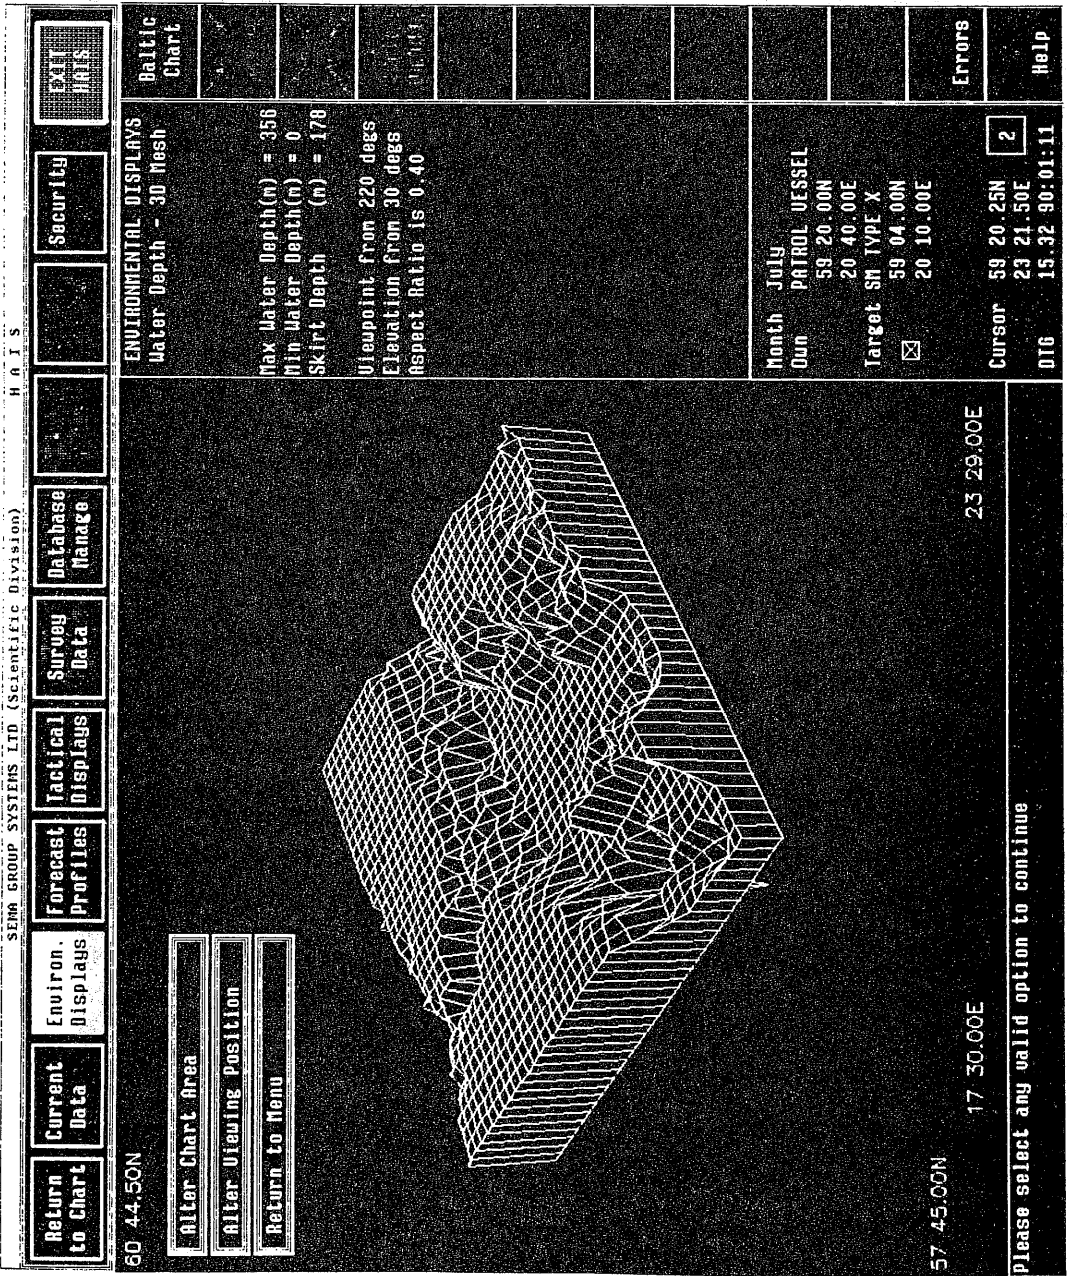 SEMA GROUP SYSTEMS LTD (Scientific Division)
H A I S
Return
to Chart
Current
Data
Environ.
Displays
Forecast
Profiles
Tactical
Displays
Survey
Data
Database
Manage
Security
EXIT
HAIS
60 44.50N
Alter Chart Area
Alter Viewing Position
Return to Menu
57 45.00N
17 30.00E
23 29.00E
Please select any valid option to continue
ENVIRONMENTAL DISPLAYS
Water Depth - 3D Mesh
Max Water Depth(m) = 356
Min Water Depth(m) = 0
Skirt Depth (m) = 178
Viewpoint from 220 degs
Elevation from 30 degs
Aspect Ratio is 0.40
Month July
Own PATROL VESSEL
59 20.00N
20 40.00E
Target SM TYPE X
59 04.00N
20 10.00E
Cursor 59 20.25N
23 21.50E
2
DTG 15.32 90:01:11
Baltic
Chart
Errors
Help